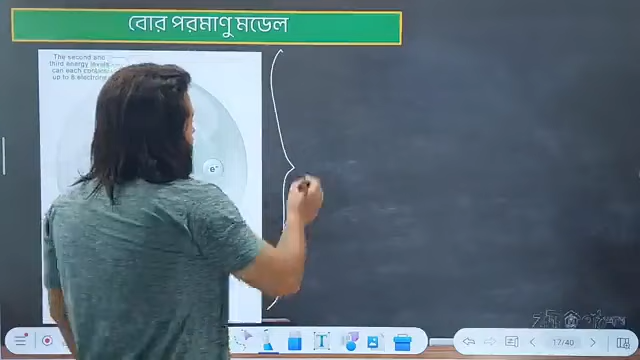 বোর পরমাণু মডেল
The second and
third energy levels
can each contain
up to 8 electrons
e⁻
T
17/40